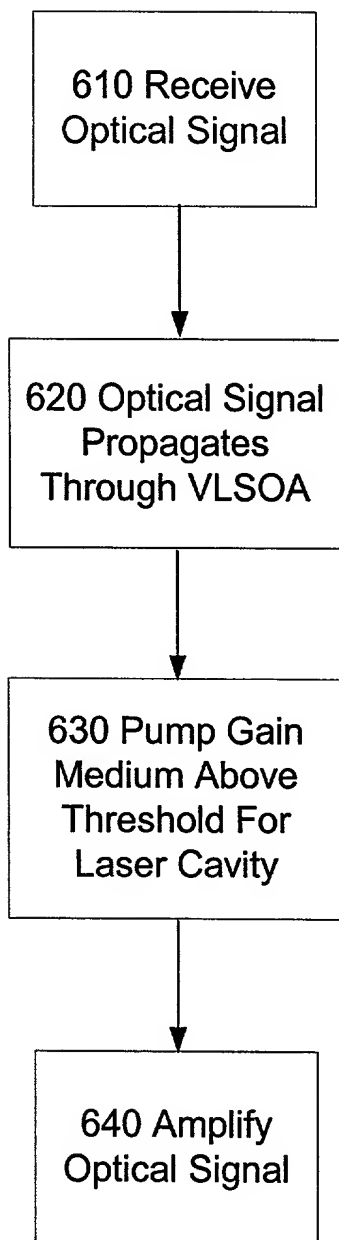 610 Receive
Optical Signal
620 Optical Signal
Propagates
Through VLSOA
630 Pump Gain
Medium Above
Threshold For
Laser Cavity
640 Amplify
Optical Signal